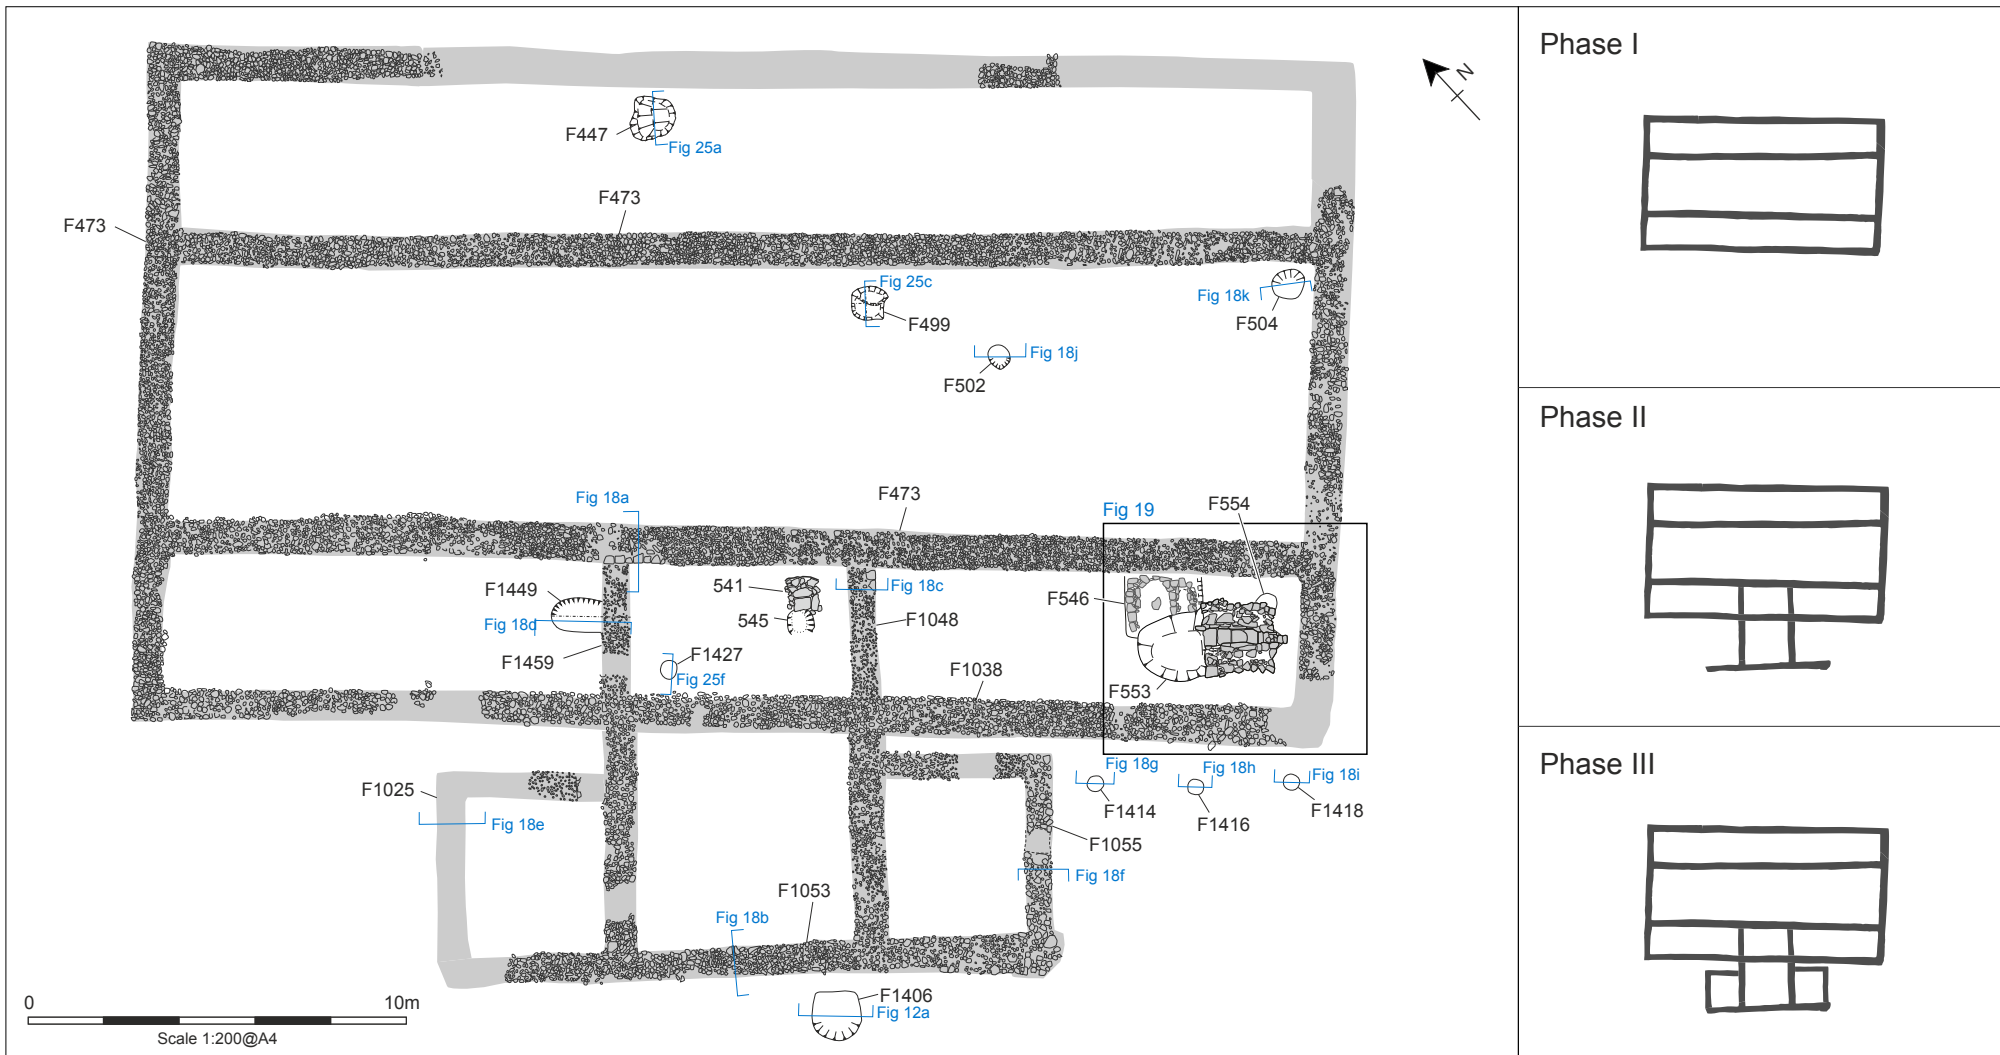 Phase I
N
F447
Fig 25a
F473
F473
Fig 25c
F499
Fig 18k
F504
Fig 18j
F502
Phase II
Fig 18a
F473
Fig 19
F554
F1449
541
Fig 18c
F546
Fig 18d
545
F1048
F1459
F1427
Fig 25f
F1038
F553
Phase III
F1025
Fig 18g
Fig 18h
Fig 18i
F1414
F1416
F1418
Fig 18e
F1055
Fig 18f
F1053
Fig 18b
F1406
Fig 12a
0 10m
Scale 1:200@A4